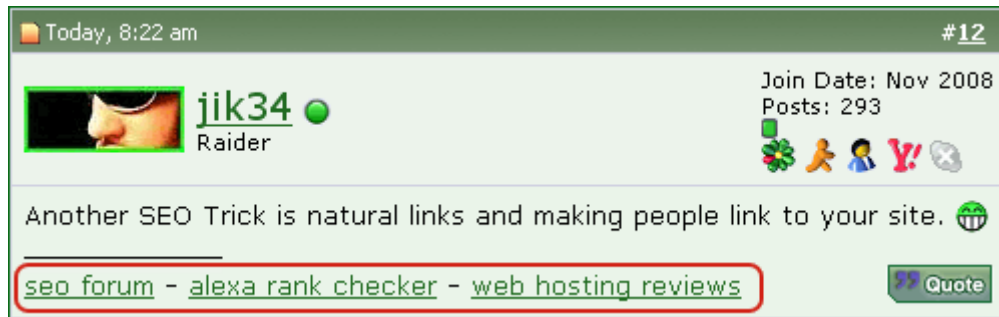 Today, 8:22 am #12
jik34
Raider
Join Date: Nov 2008
Posts: 293
Another SEO Trick is natural links and making people link to your site.
seo forum - alexa rank checker - web hosting reviews
Quote